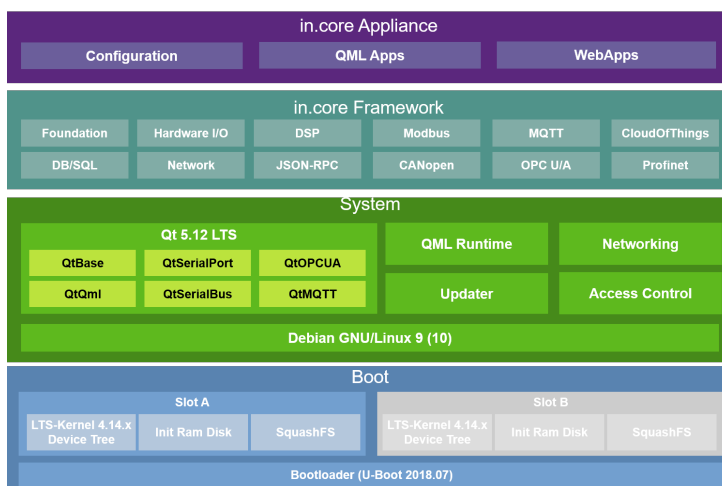 in.core Appliance
Configuration
QML Apps
WebApps
in.core Framework
Foundation
Hardware I/O
DSP
Modbus
MQTT
CloudOfThings
DB/SQL
Network
JSON-RPC
CANopen
OPC U/A
Profinet
System
Qt 5.12 LTS
QtBase
QtSerialPort
QtOPCUA
QtQml
QtSerialBus
QtMQTT
QML Runtime
Networking
Updater
Access Control
Debian GNU/Linux 9 (10)
Boot
Slot A
LTS-Kernel 4.14.x
Device Tree
Init Ram Disk
SquashFS
Slot B
LTS-Kernel 4.14.x
Device Tree
Init Ram Disk
SquashFS
Bootloader (U-Boot 2018.07)